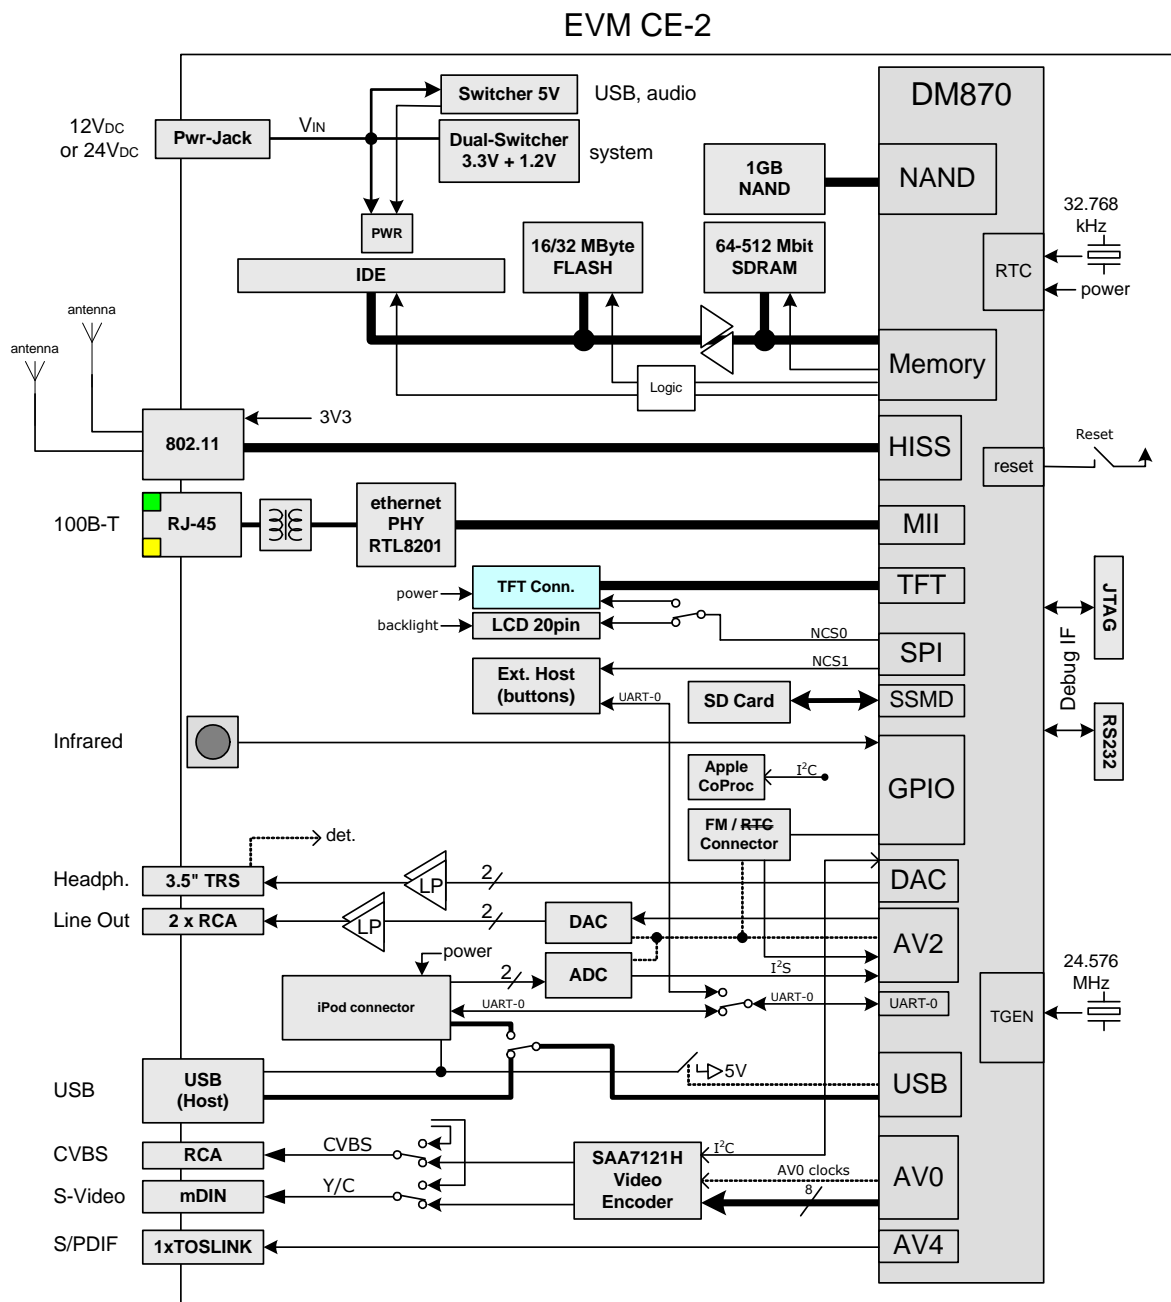 EVM CE-2
DM870
Switcher 5V
USB, audio
12VDC
or 24VDC
Pwr-Jack
VIN
Dual-Switcher
3.3V + 1.2V
system
1GB
NAND
NAND
PWR
32.768
kHz
16/32 MByte
FLASH
64-512 Mbit
SDRAM
RTC
power
IDE
antenna
antenna
Memory
Logic
3V3
802.11
HISS
Reset
reset
100B-T
RJ-45
ethernet
PHY
RTL8201
MII
TFT Conn.
TFT
power
LCD 20pin
backlight
NCS0
SPI
NCS1
JTAG
Debug IF
RS232
Ext. Host
(buttons)
UART-0
SD Card
SSMD
Infrared
Apple
CoProc
I2C
GPIO
FM / RTC
Connector
det.
Headph.
3.5" TRS
LP
2
DAC
Line Out
2 x RCA
LP
2
DAC
AV2
power
2
ADC
I2S
iPod connector
UART-0
UART-0
UART-0
24.576
MHz
TGEN
USB
USB
(Host)
5V
USB
CVBS
RCA
CVBS
SAA7121H
Video
Encoder
I2C
AV0 clocks
8
AV0
S-Video
mDIN
Y/C
S/PDIF
1xTOSLINK
AV4